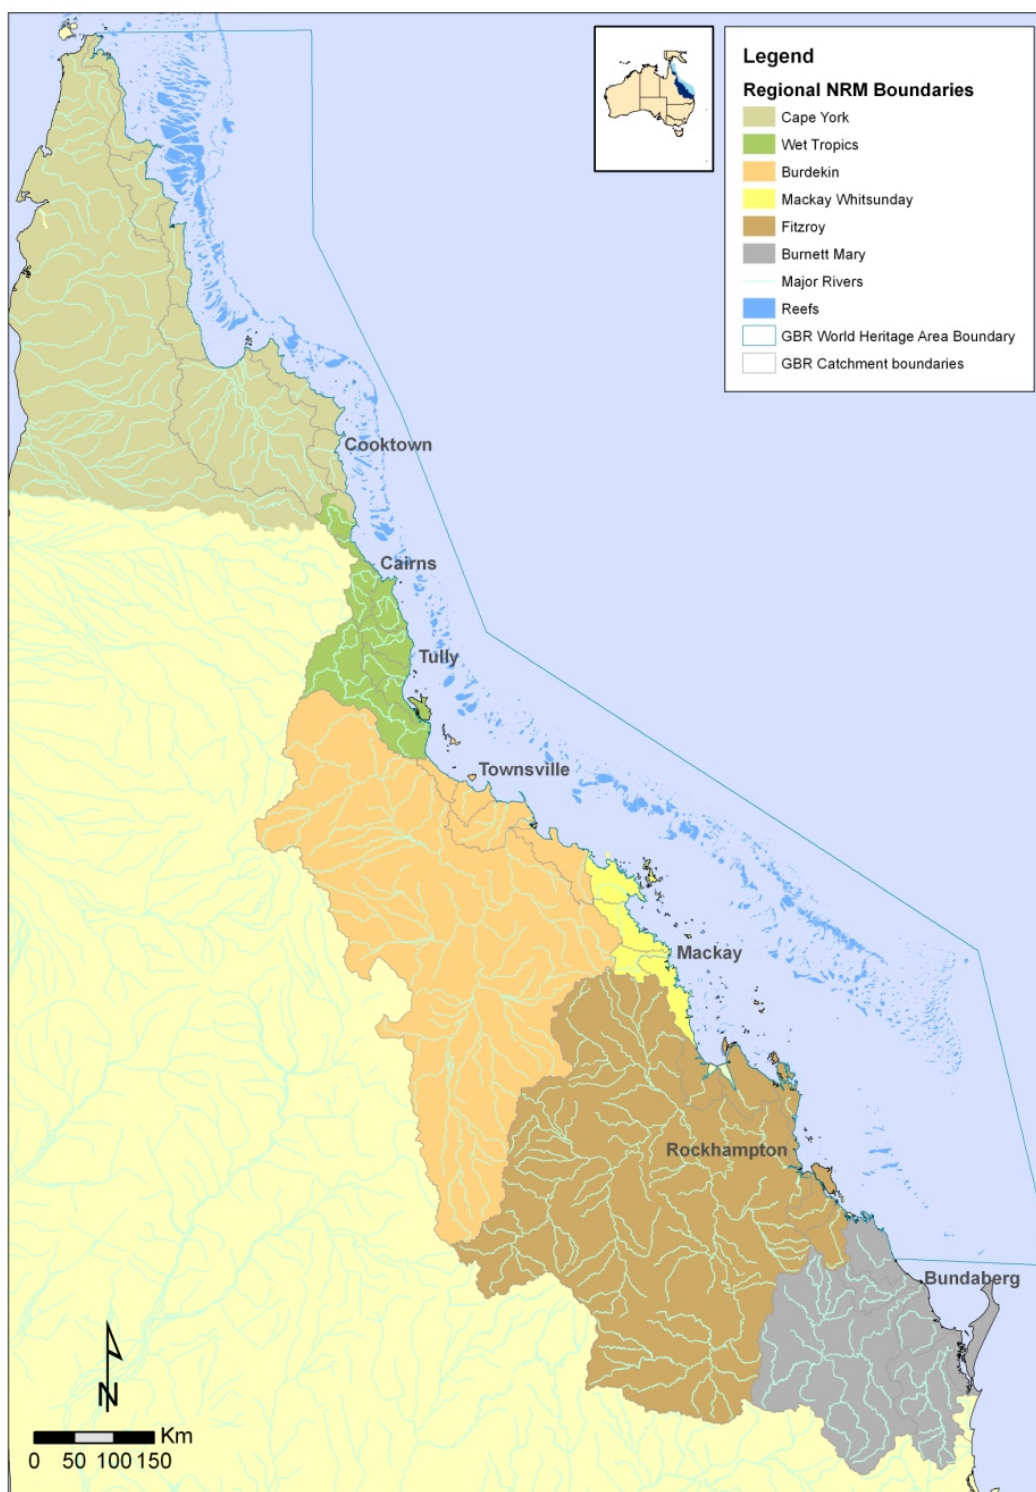 Legend
Regional NRM Boundaries
Cape York
Wet Tropics
Burdekin
Mackay Whitsunday
Fitzroy
Burnett Mary
Major Rivers
Reefs
GBR World Heritage Area Boundary
GBR Catchment boundaries
Cooktown
Cairns
Tully
Townsville
Mackay
Rockhampton
Bundaberg
N
Km
0 50 100 150